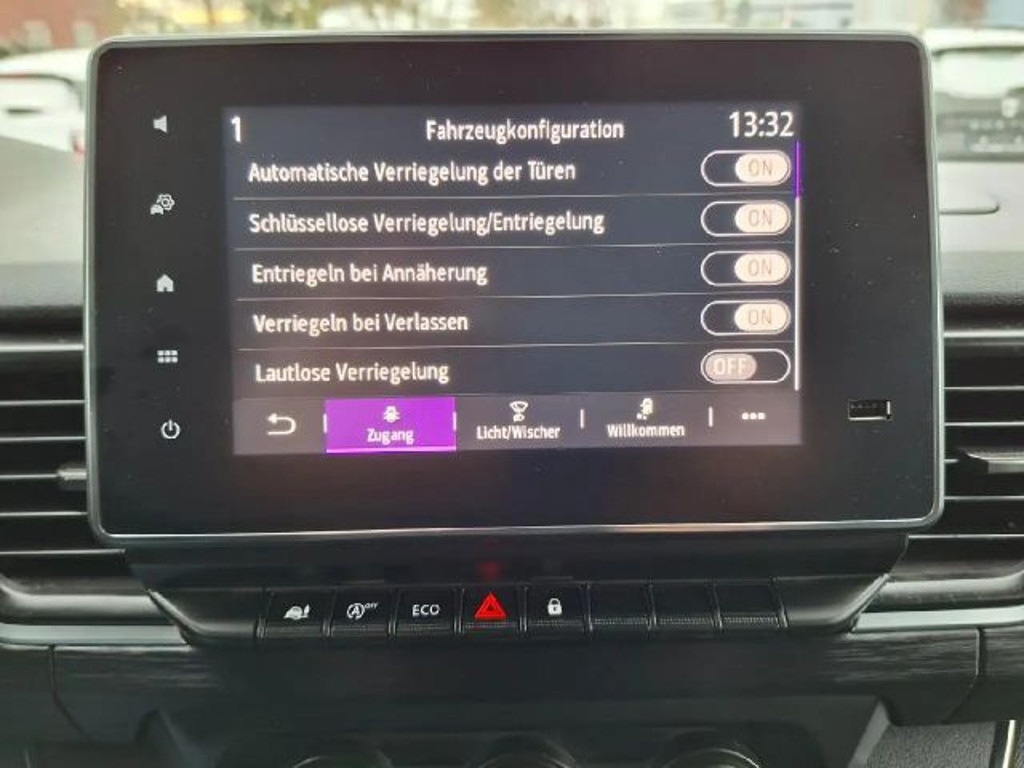 1 Fahrzeugkonfiguration 13:32
Automatische Verriegelung der Türen ON
Schlüssellose Verriegelung/Entriegelung ON
Entriegeln bei Annäherung ON
Verriegeln bei Verlassen ON
Lautlose Verriegelung OFF
Zugang Licht/Wischer Willkommen
A OFF ECO